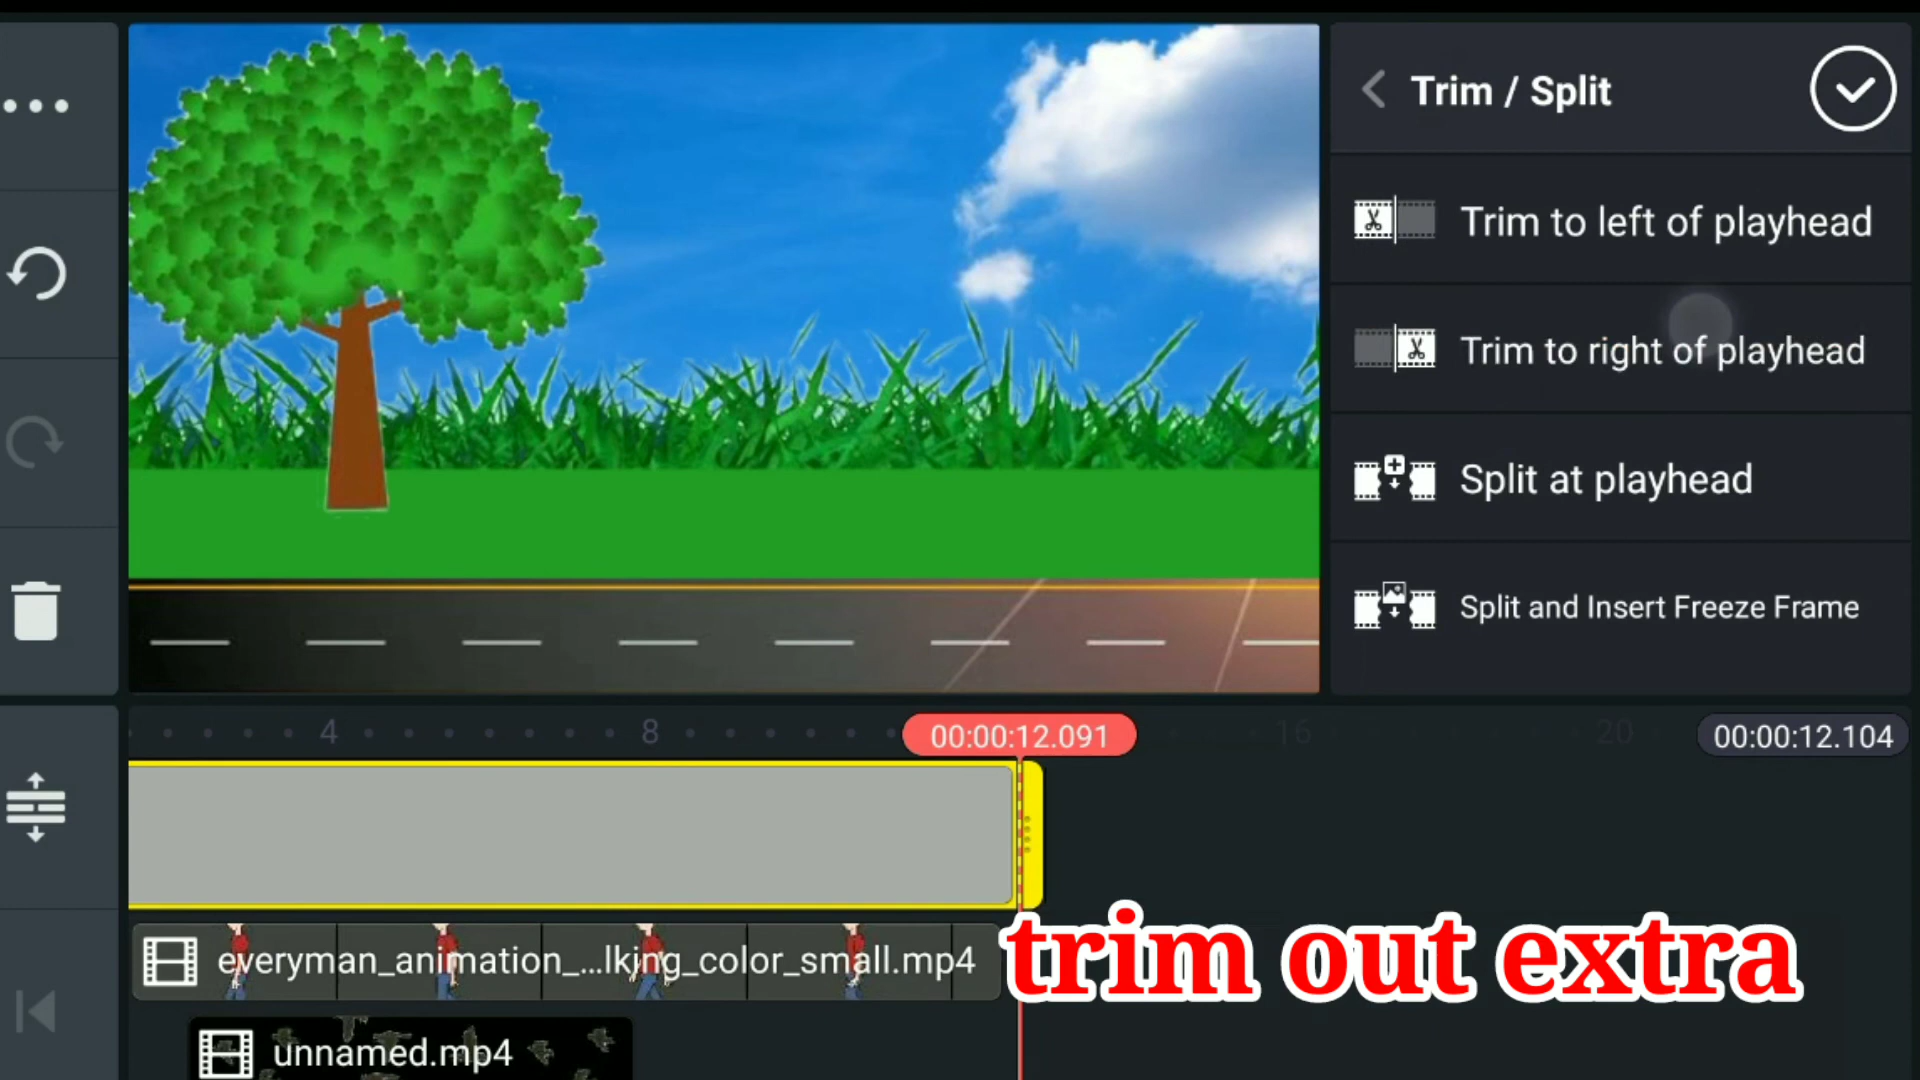 Trim / Split
Trim to left of playhead
Trim to right of playhead
Split at playhead
Split and Insert Freeze Frame
4
8
00:00:12.091
16
20
00:00:12.104
everyman_animation_...lking_color_small.mp4
trim out extra
unnamed.mp4